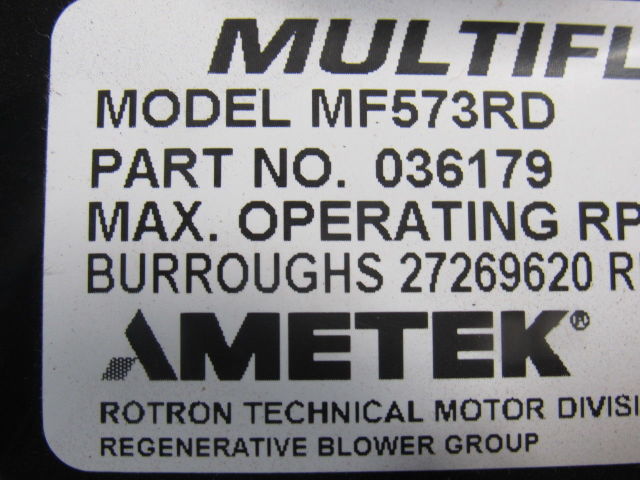 MULTIFL
MODEL MF573RD
PART NO. 036179
MAX. OPERATING RP
BURROUGHS 27269620 R
AMETEK®
ROTRON TECHNICAL MOTOR DIVISI
REGENERATIVE BLOWER GROUP